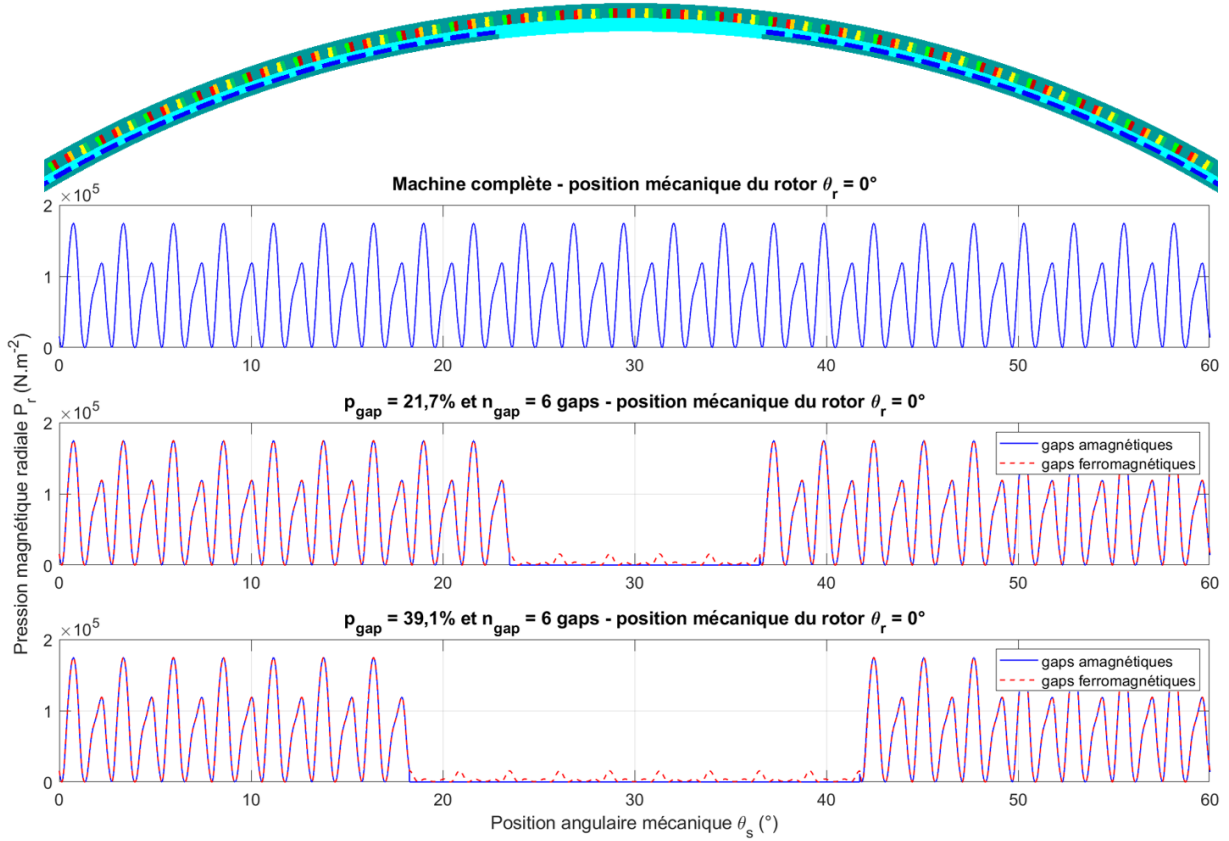 Machine complète - position mécanique du rotor θr = 0°
×10^5
2
1
0
0 10 20 30 40 50 60
Pression magnétique radiale Pr (N.m-2)
pgap = 21,7% et ngap = 6 gaps - position mécanique du rotor θr = 0°
×10^5
2
gaps amagnétiques
gaps ferromagnétiques
1
0
0 10 20 30 40 50 60
pgap = 39,1% et ngap = 6 gaps - position mécanique du rotor θr = 0°
×10^5
2
gaps amagnétiques
gaps ferromagnétiques
1
0
0 10 20 30 40 50 60
Position angulaire mécanique θs (°)